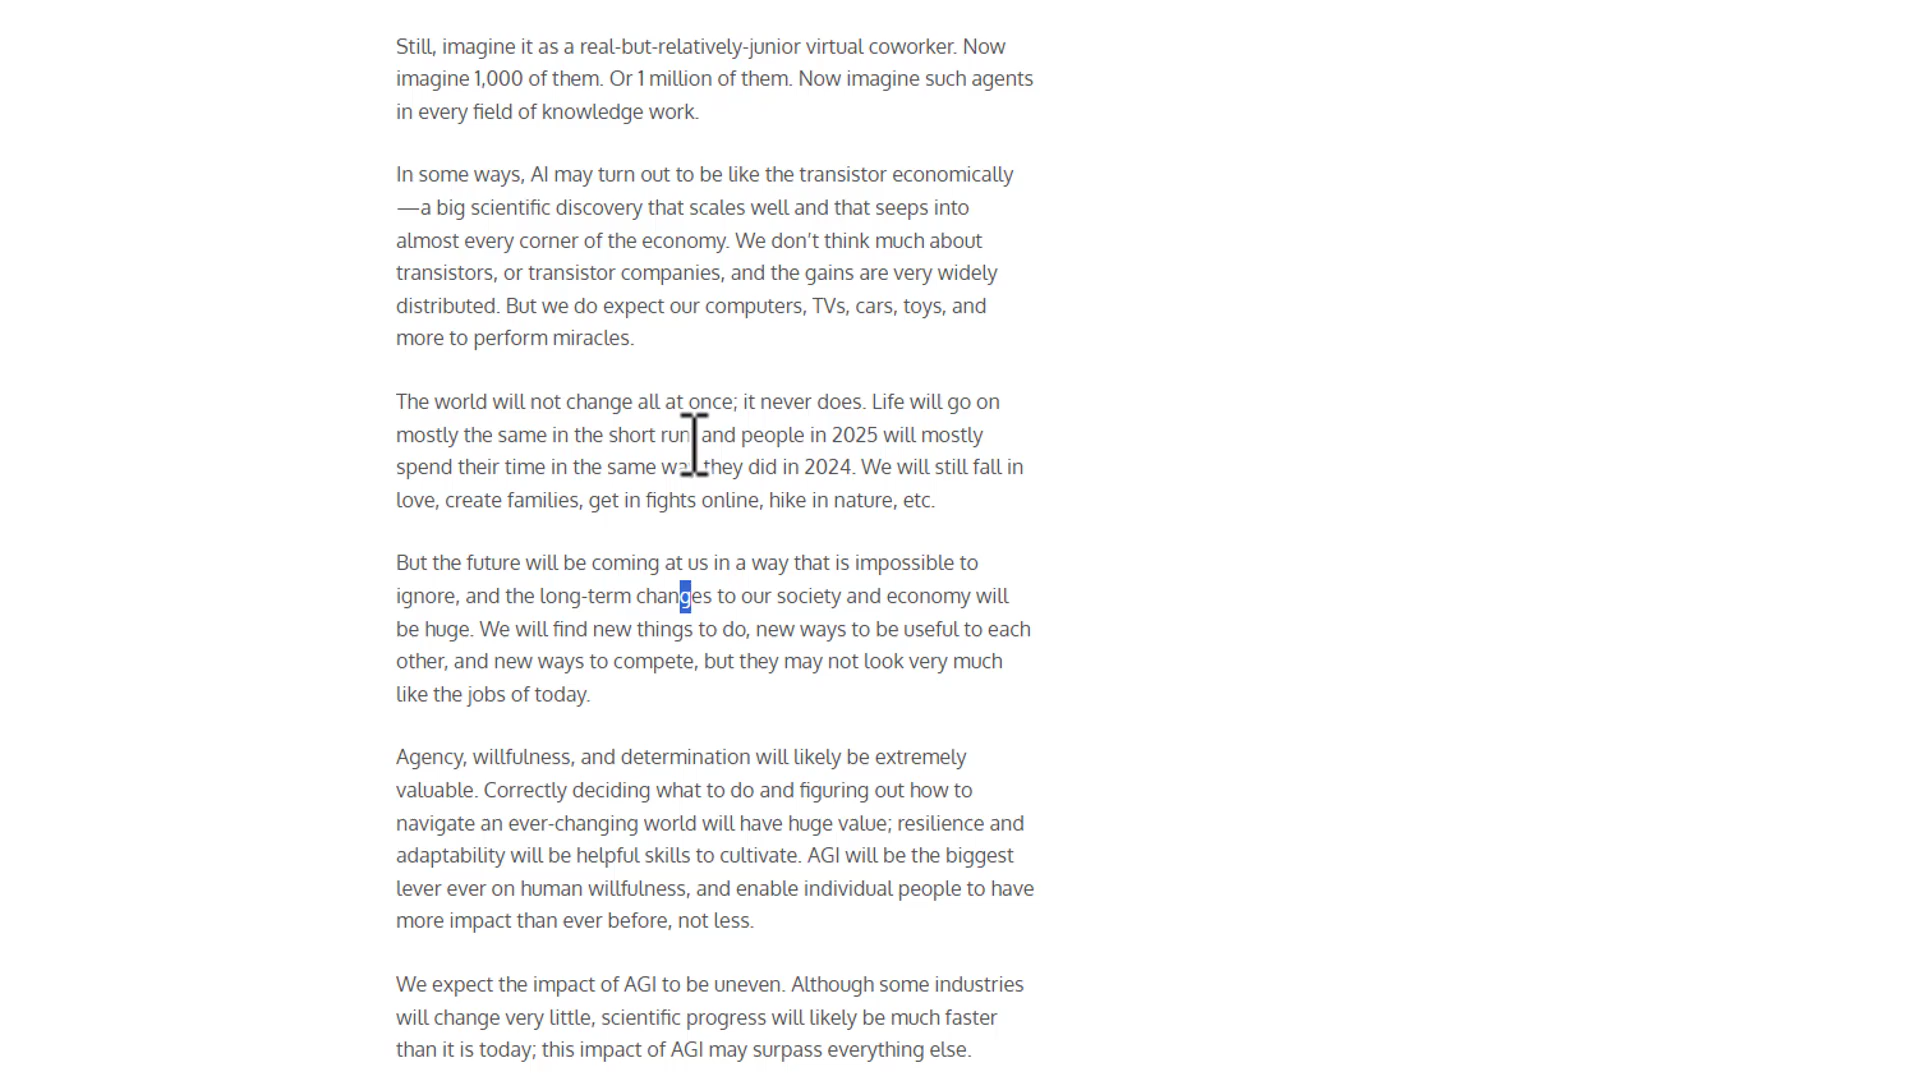 Still, imagine it as a real-but-relatively-junior virtual coworker. Now
imagine 1,000 of them. Or 1 million of them. Now imagine such agents
in every field of knowledge work.
In some ways, AI may turn out to be like the transistor economically
—a big scientific discovery that scales well and that seeps into
almost every corner of the economy. We don’t think much about
transistors, or transistor companies, and the gains are very widely
distributed. But we do expect our computers, TVs, cars, toys, and
more to perform miracles.
The world will not change all at once; it never does. Life will go on
mostly the same in the short run, and people in 2025 will mostly
spend their time in the same way they did in 2024. We will still fall in
love, create families, get in fights online, hike in nature, etc.
But the future will be coming at us in a way that is impossible to
ignore, and the long-term changes to our society and economy will
be huge. We will find new things to do, new ways to be useful to each
other, and new ways to compete, but they may not look very much
like the jobs of today.
Agency, willfulness, and determination will likely be extremely
valuable. Correctly deciding what to do and figuring out how to
navigate an ever-changing world will have huge value; resilience and
adaptability will be helpful skills to cultivate. AGI will be the biggest
lever ever on human willfulness, and enable individual people to have
more impact than ever before, not less.
We expect the impact of AGI to be uneven. Although some industries
will change very little, scientific progress will likely be much faster
than it is today; this impact of AGI may surpass everything else.